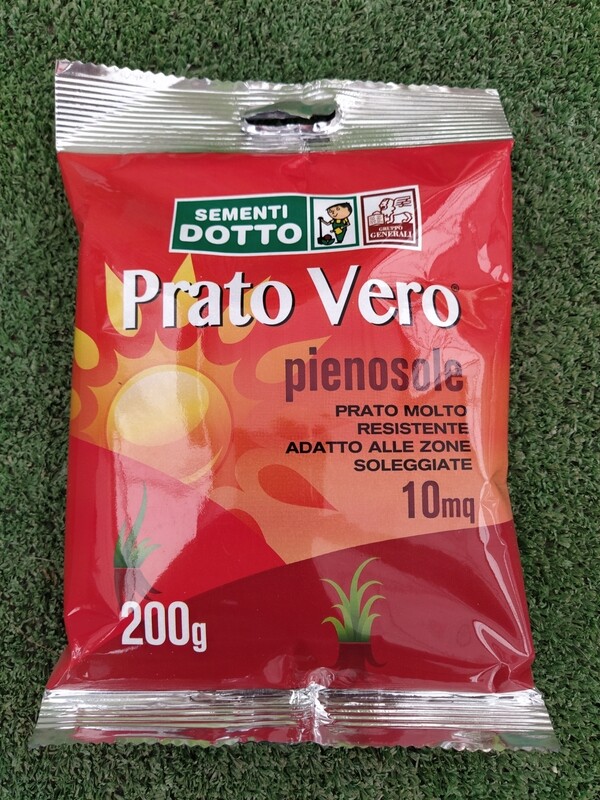 SEMENTI
DOTTO
GRUPPO
GENERALI
Prato Vero®
pienosole
PRATO MOLTO
RESISTENTE
ADATTO ALLE ZONE
SOLEGGIATE
10mq
200g